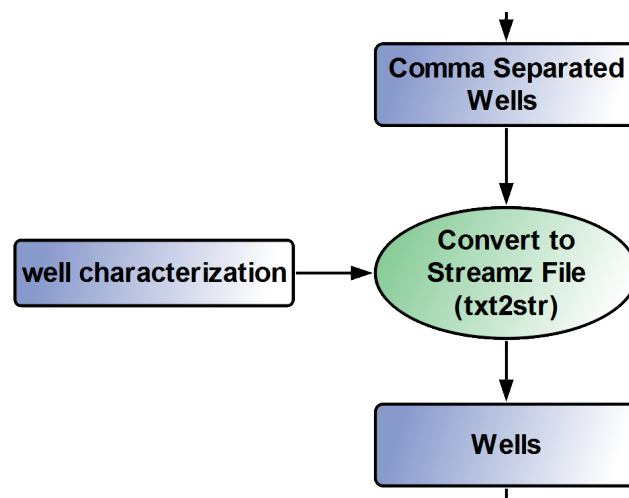 Comma Separated
Wells
well characterization
Convert to
Streamz File
(txt2str)
Wells